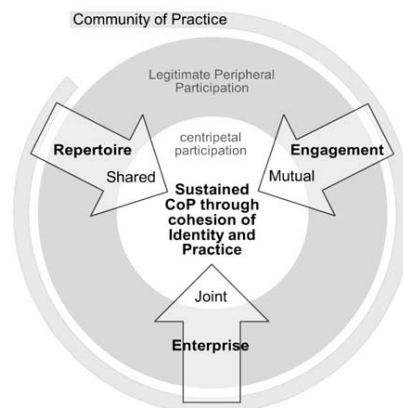 Community of Practice
Legitimate Peripheral
Participation
centripetal
participation
Repertoire
Shared
Engagement
Mutual
Sustained
CoP through
cohesion of
Identity and
Practice
Joint
Enterprise